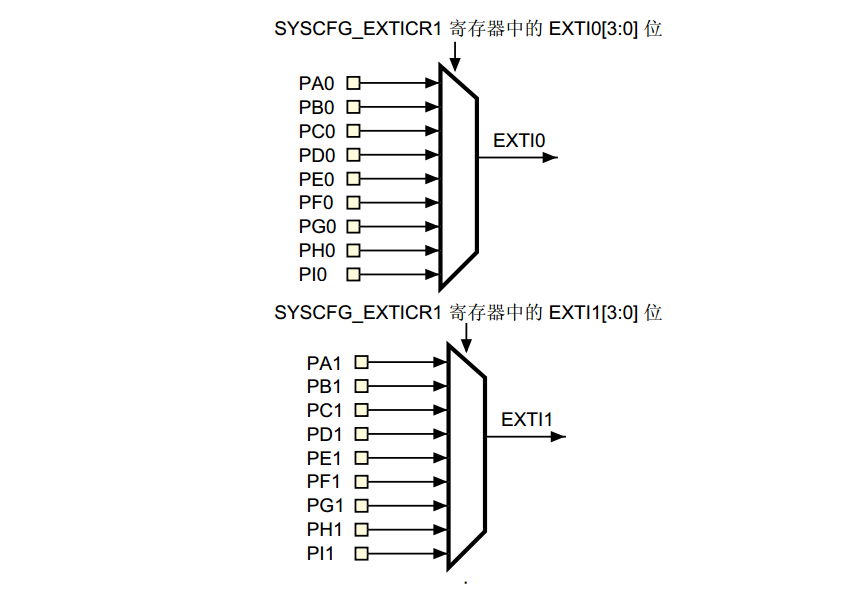 SYSCFG_EXTICR1 寄存器中的 EXTI0[3:0] 位
PA0
PB0
PC0
PD0
PE0
PF0
PG0
PH0
PI0
EXTI0
SYSCFG_EXTICR1 寄存器中的 EXTI1[3:0] 位
PA1
PB1
PC1
PD1
PE1
PF1
PG1
PH1
PI1
EXTI1
.